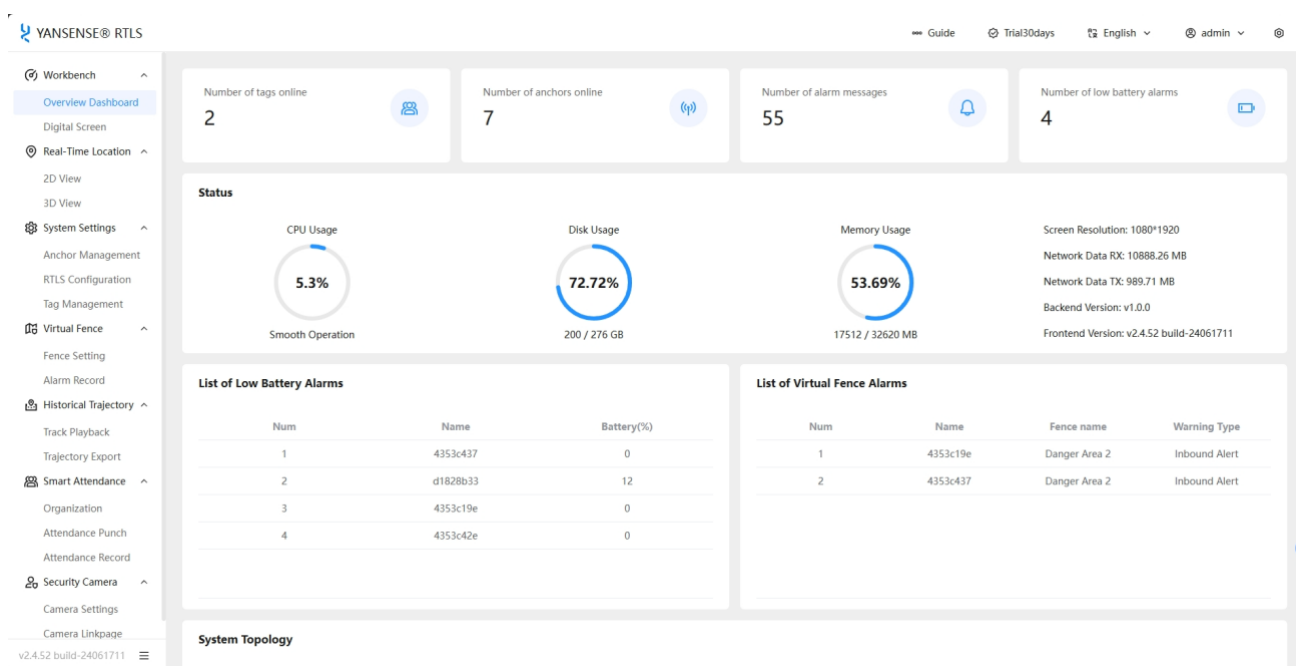 YANSENSE® RTLS
Guide
Trial30days
English
admin
Workbench
Overview Dashboard
Digital Screen
Real-Time Location
2D View
3D View
System Settings
Anchor Management
RTLS Configuration
Tag Management
Virtual Fence
Fence Setting
Alarm Record
Historical Trajectory
Track Playback
Trajectory Export
Smart Attendance
Organization
Attendance Punch
Attendance Record
Security Camera
Camera Settings
Camera Linkpage
v2.4.52 build-24061711
Number of tags online
2
Number of anchors online
7
Number of alarm messages
55
Number of low battery alarms
4
Status
CPU Usage
5.3%
Smooth Operation
Disk Usage
72.72%
200 / 276 GB
Memory Usage
53.69%
17512 / 32620 MB
Screen Resolution: 1080*1920
Network Data RX: 10888.26 MB
Network Data TX: 989.71 MB
Backend Version: v1.0.0
Frontend Version: v2.4.52 build-24061711
List of Low Battery Alarms
Num Name Battery(%)
1 4353c437 0
2 d1828b33 12
3 4353c19e 0
4 4353c42e 0
List of Virtual Fence Alarms
Num Name Fence name Warning Type
1 4353c19e Danger Area 2 Inbound Alert
2 4353c437 Danger Area 2 Inbound Alert
System Topology